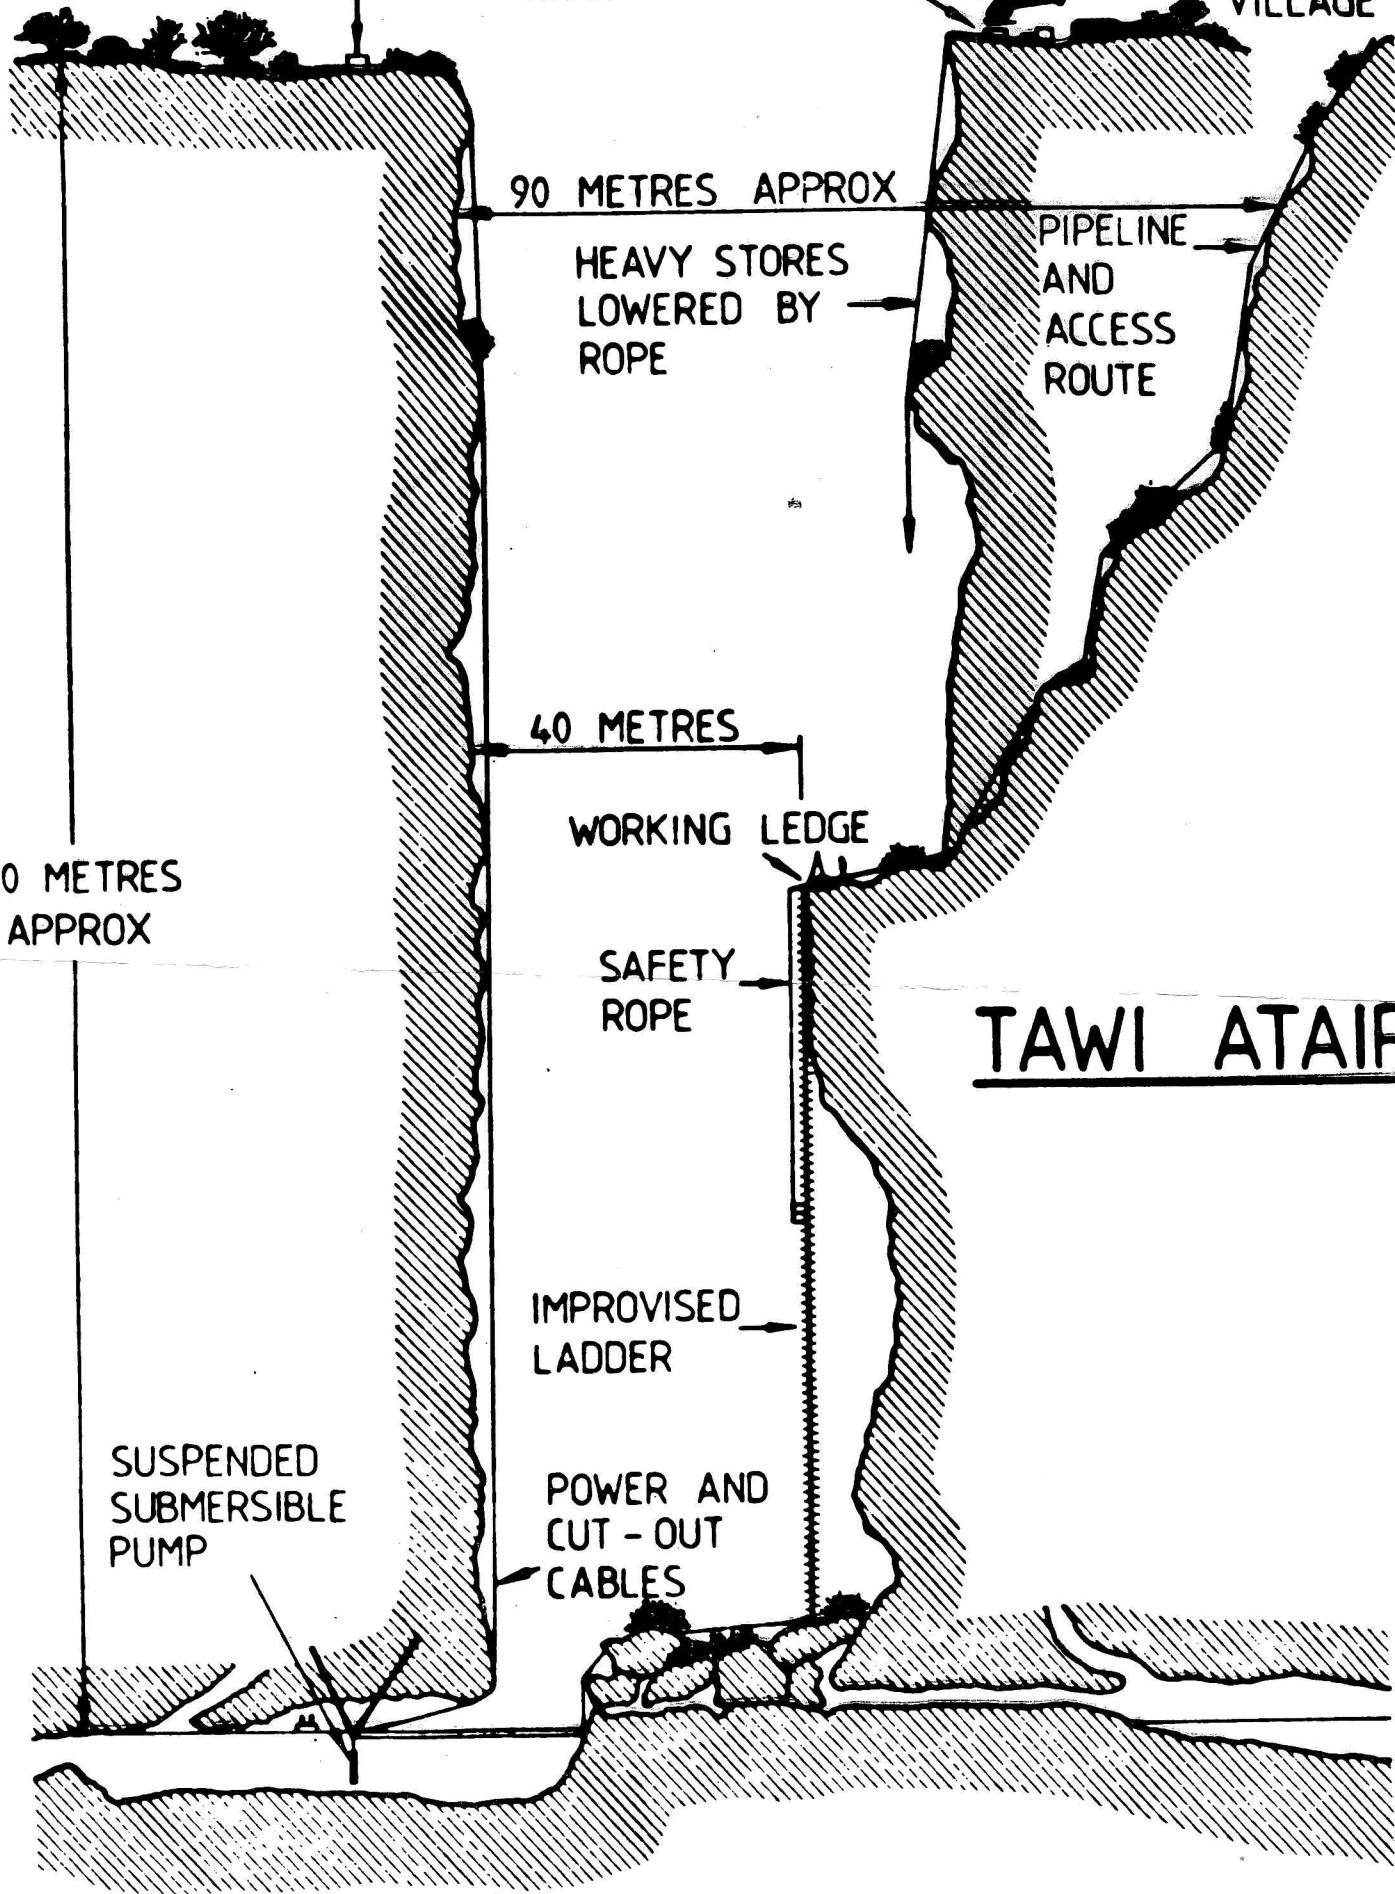 VILLAGE
90 METRES APPROX
HEAVY STORES
LOWERED BY
ROPE
PIPELINE
AND
ACCESS
ROUTE
40 METRES
WORKING LEDGE
0 METRES
APPROX
SAFETY
ROPE
TAWI ATAIR
IMPROVISED
LADDER
SUSPENDED
SUBMERSIBLE
PUMP
POWER AND
CUT-OUT
CABLES